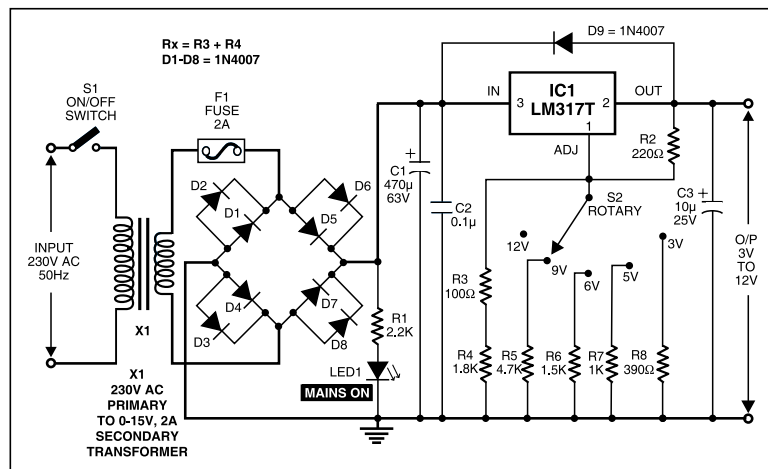 Rx = R3 + R4
D1-D8 = 1N4007
D9 = 1N4007
S1
ON/OFF
SWITCH
F1
FUSE
2A
IN
3
IC1
LM317T
2
OUT
1
ADJ
R2
220Ω
D2
D1
D6
D5
D4
D3
D7
D8
+
C1
470µ
63V
C2
0.1µ
S2
ROTARY
C3
+
10µ
25V
12V
9V
6V
5V
3V
INPUT
230V AC
50Hz
O/P
3V
TO
12V
X1
R1
2.2K
LED1
MAINS ON
R3
100Ω
R4
1.8K
R5
4.7K
R6
1.5K
R7
1K
R8
390Ω
X1
230V AC
PRIMARY
TO 0-15V, 2A
SECONDARY
TRANSFORMER